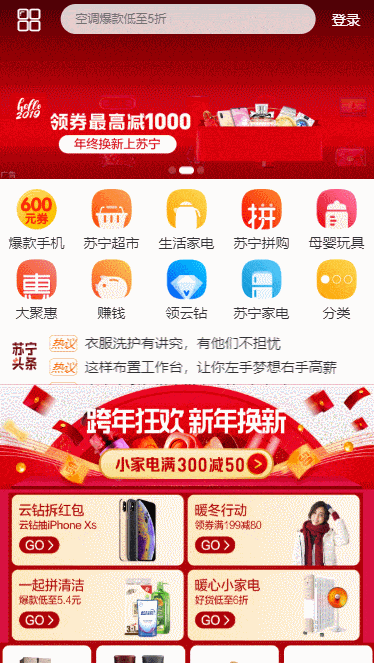 空调爆款低至5折
登录
hello
2019
领券最高减1000
年终换新上苏宁
广告
600
元券
爆款手机
苏宁超市
生活家电
拼
苏宁拼购
母婴玩具
惠
大聚惠
赚钱
领云钻
苏宁家电
分类
苏宁
头条
热议
衣服洗护有讲究，有他们不担忧
热议
这样布置工作台，让你左手梦想右手高薪
跨年狂欢 新年换新
小家电满300减50 >
云钻拆红包
云钻抽iPhone Xs
GO >
暖冬行动
领券满199减80
GO >
一起拼清洁
爆款低至5.4元
GO >
暖心小家电
好货低至6折
GO >